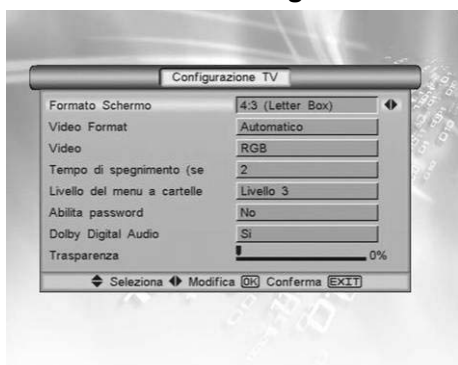 Configurazione TV
Formato Schermo 4:3 (Letter Box)
Video Format Automatico
Video RGB
Tempo di spegnimento (se 2
Livello del menu a cartelle Livello 3
Abilita password No
Dolby Digital Audio Si
Trasparenza 0%
Seleziona Modifica OK Conferma EXIT